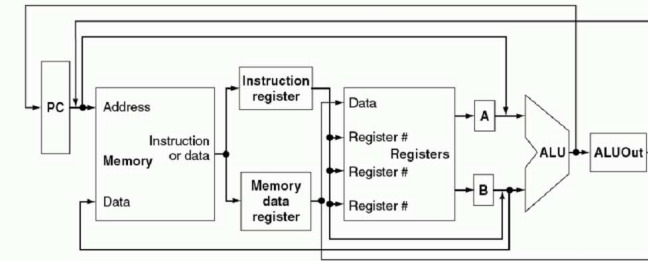 PC
Address
Memory
Data
Instruction
or data
Instruction
register
Memory
data
register
Data
Register #
Registers
Register #
Register #
A
B
ALU
ALUOut